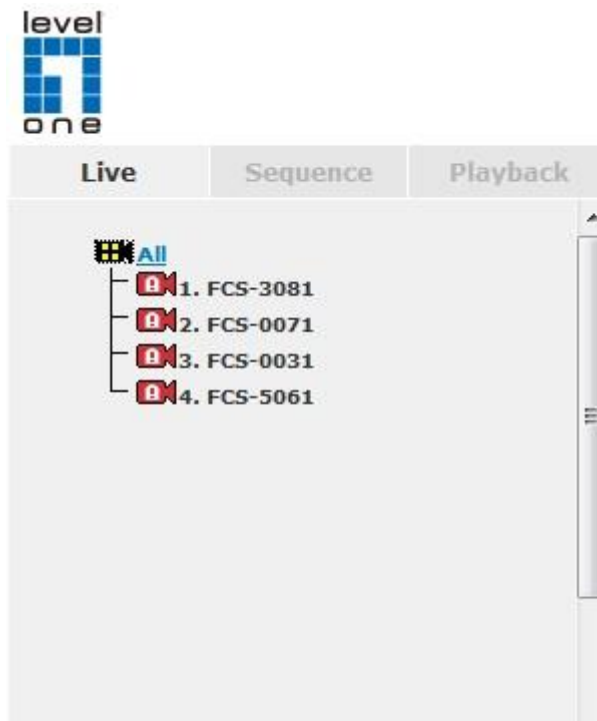 level
one
Live Sequence Playback
All
1. FCS-3081
2. FCS-0071
3. FCS-0031
4. FCS-5061